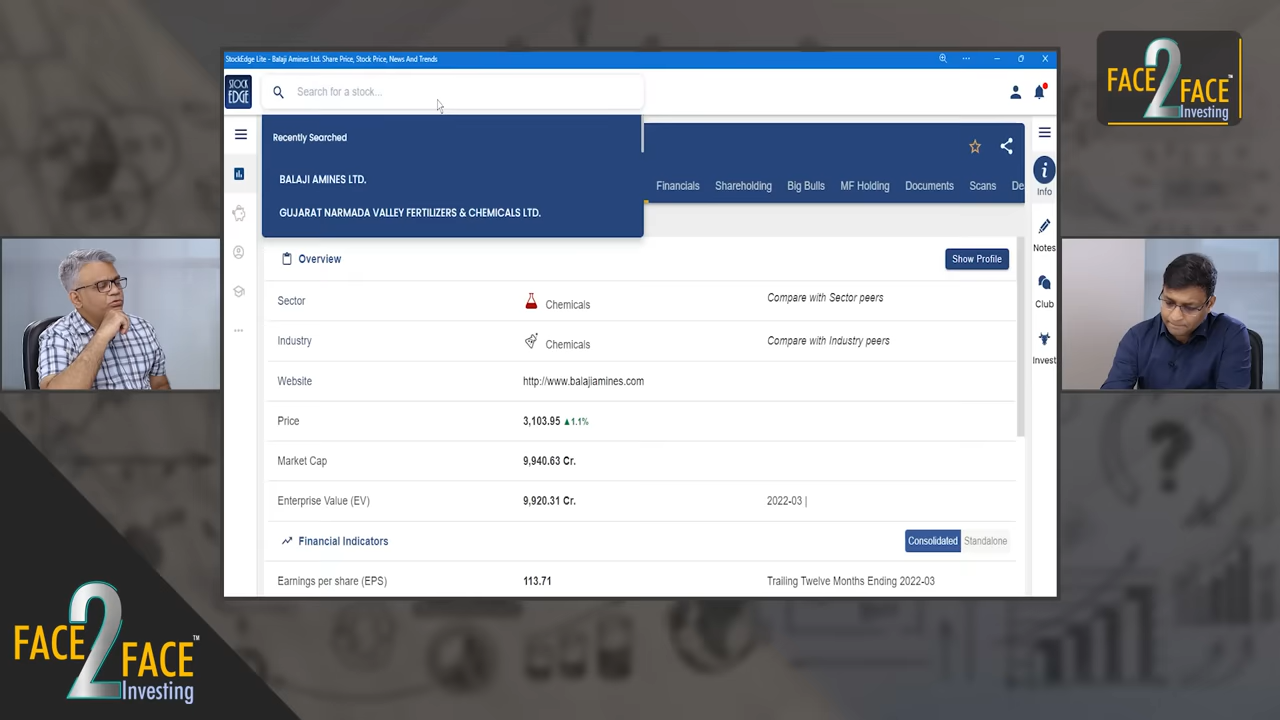 StockEdge Lite - Balaji Amines Ltd. Share Price, Stock Price, News And Trends
STOCK
EDGE
Search for a stock...
FACE
2
FACE™
Investing
Recently Searched
BALAJI AMINES LTD.
GUJARAT NARMADA VALLEY FERTILIZERS & CHEMICALS LTD.
Financials Shareholding Big Bulls MF Holding Documents Scans De
Info
Notes
Club
Invest
Overview Show Profile
Sector Chemicals Compare with Sector peers
Industry Chemicals Compare with Industry peers
Website http://www.balajiamines.com
Price 3,103.95 ▲1.1%
Market Cap 9,940.63 Cr.
Enterprise Value (EV) 9,920.31 Cr. 2022-03 |
Financial Indicators Consolidated Standalone
Earnings per share (EPS) 113.71 Trailing Twelve Months Ending 2022-03
FACE
2
FACE™
Investing